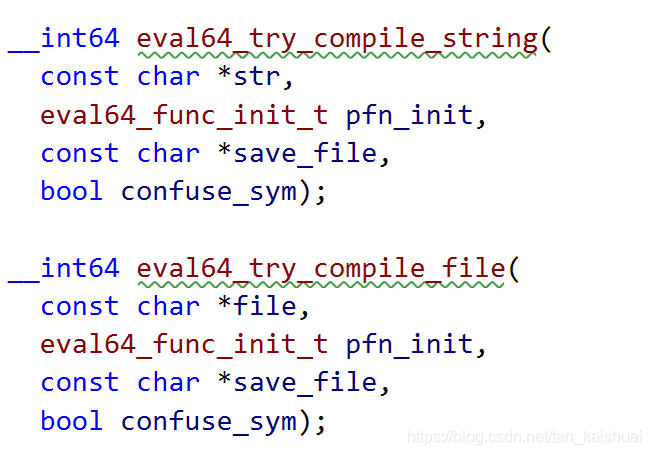 __int64 eval64_try_compile_string(
const char *str,
eval64_func_init_t pfn_init,
const char *save_file,
bool confuse_sym);
__int64 eval64_try_compile_file(
const char *file,
eval64_func_init_t pfn_init,
const char *save_file,
bool confuse_sym);
https://blog.csdn.net/tan_kaishuai